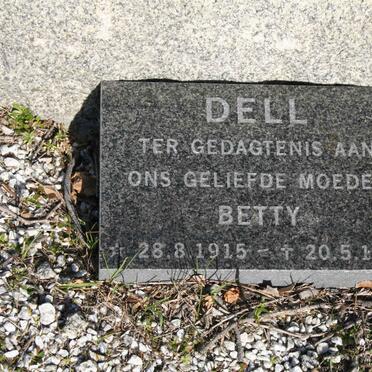 DELL
TER GEDAGTENIS AAN
ONS GELIEFDE MOEDE
BETTY
28.8.1915 – † 20.5.1